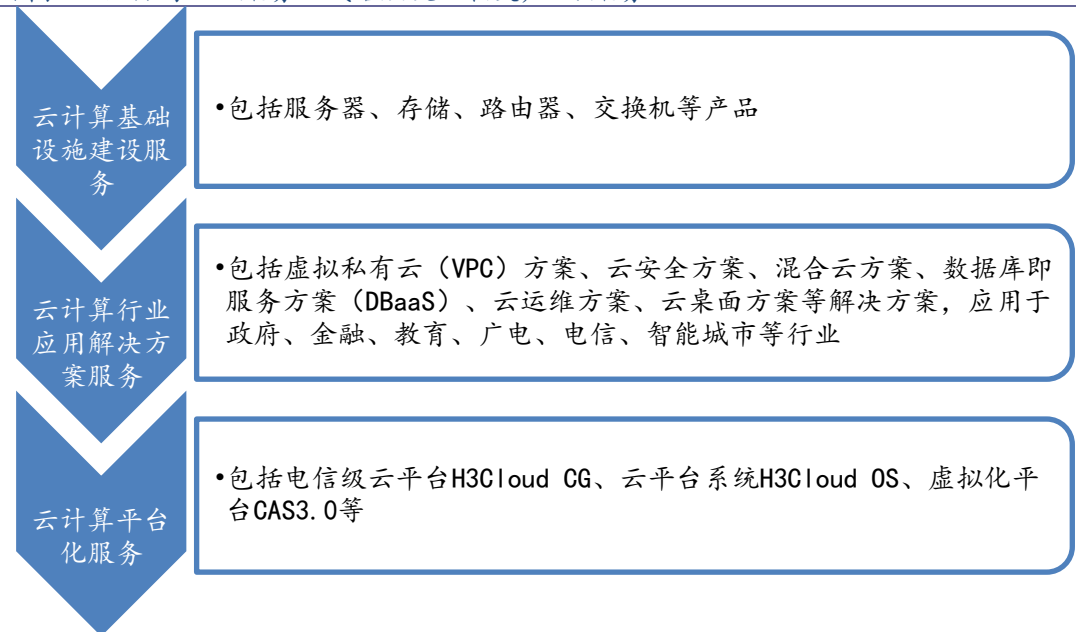 云计算基础
设施建设服
务
•包括服务器、存储、路由器、交换机等产品
云计算行业
应用解决方
案服务
•包括虚拟私有云（VPC）方案、云安全方案、混合云方案、数据库即
服务方案（DBaaS）、云运维方案、云桌面方案等解决方案，应用于
政府、金融、教育、广电、电信、智能城市等行业
云计算平台
化服务
•包括电信级云平台H3Cloud CG、云平台系统H3Cloud OS、虚拟化平
台CAS3.0等